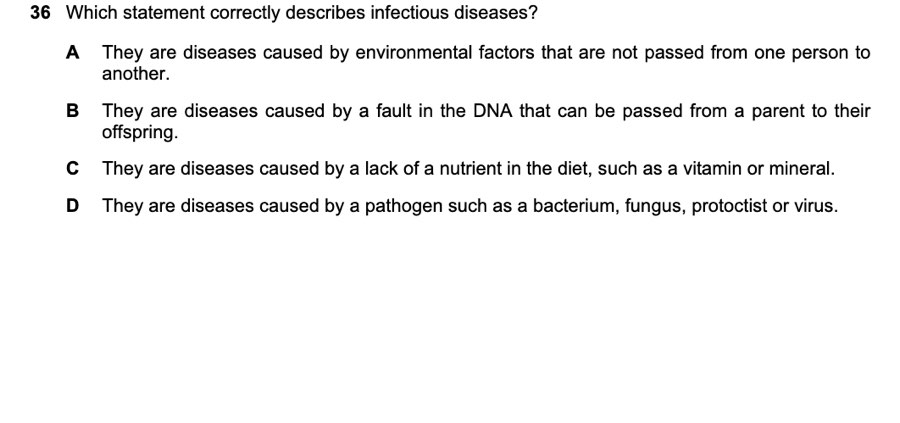 36 Which statement correctly describes infectious diseases?
A They are diseases caused by environmental factors that are not passed from one person to
another.
B They are diseases caused by a fault in the DNA that can be passed from a parent to their
offspring.
C They are diseases caused by a lack of a nutrient in the diet, such as a vitamin or mineral.
D They are diseases caused by a pathogen such as a bacterium, fungus, protoctist or virus.